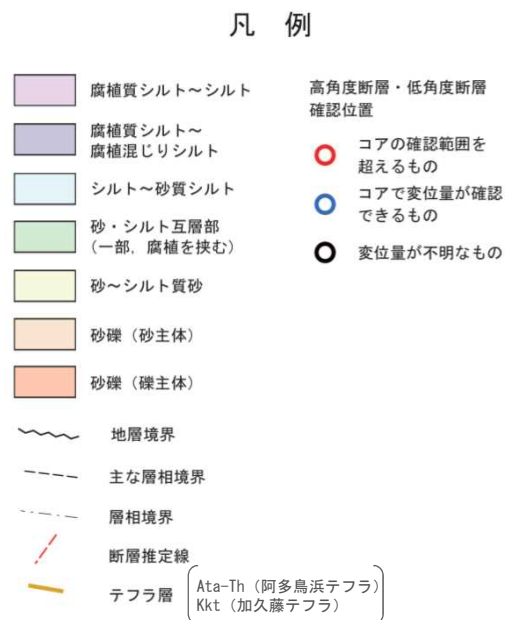 凡 例
腐植質シルト～シルト
腐植質シルト～
腐植混じりシルト
シルト～砂質シルト
砂・シルト互層部
(一部，腐植を挟む)
砂～シルト質砂
砂礫（砂主体）
砂礫（礫主体）
地層境界
主な層相境界
層相境界
断層推定線
テフラ層
Ata-Th（阿多鳥浜テフラ）
Kkt（加久藤テフラ）
高角度断層・低角度断層
確認位置
コアの確認範囲を
超えるもの
コアで変位量が確認
できるもの
変位量が不明なもの